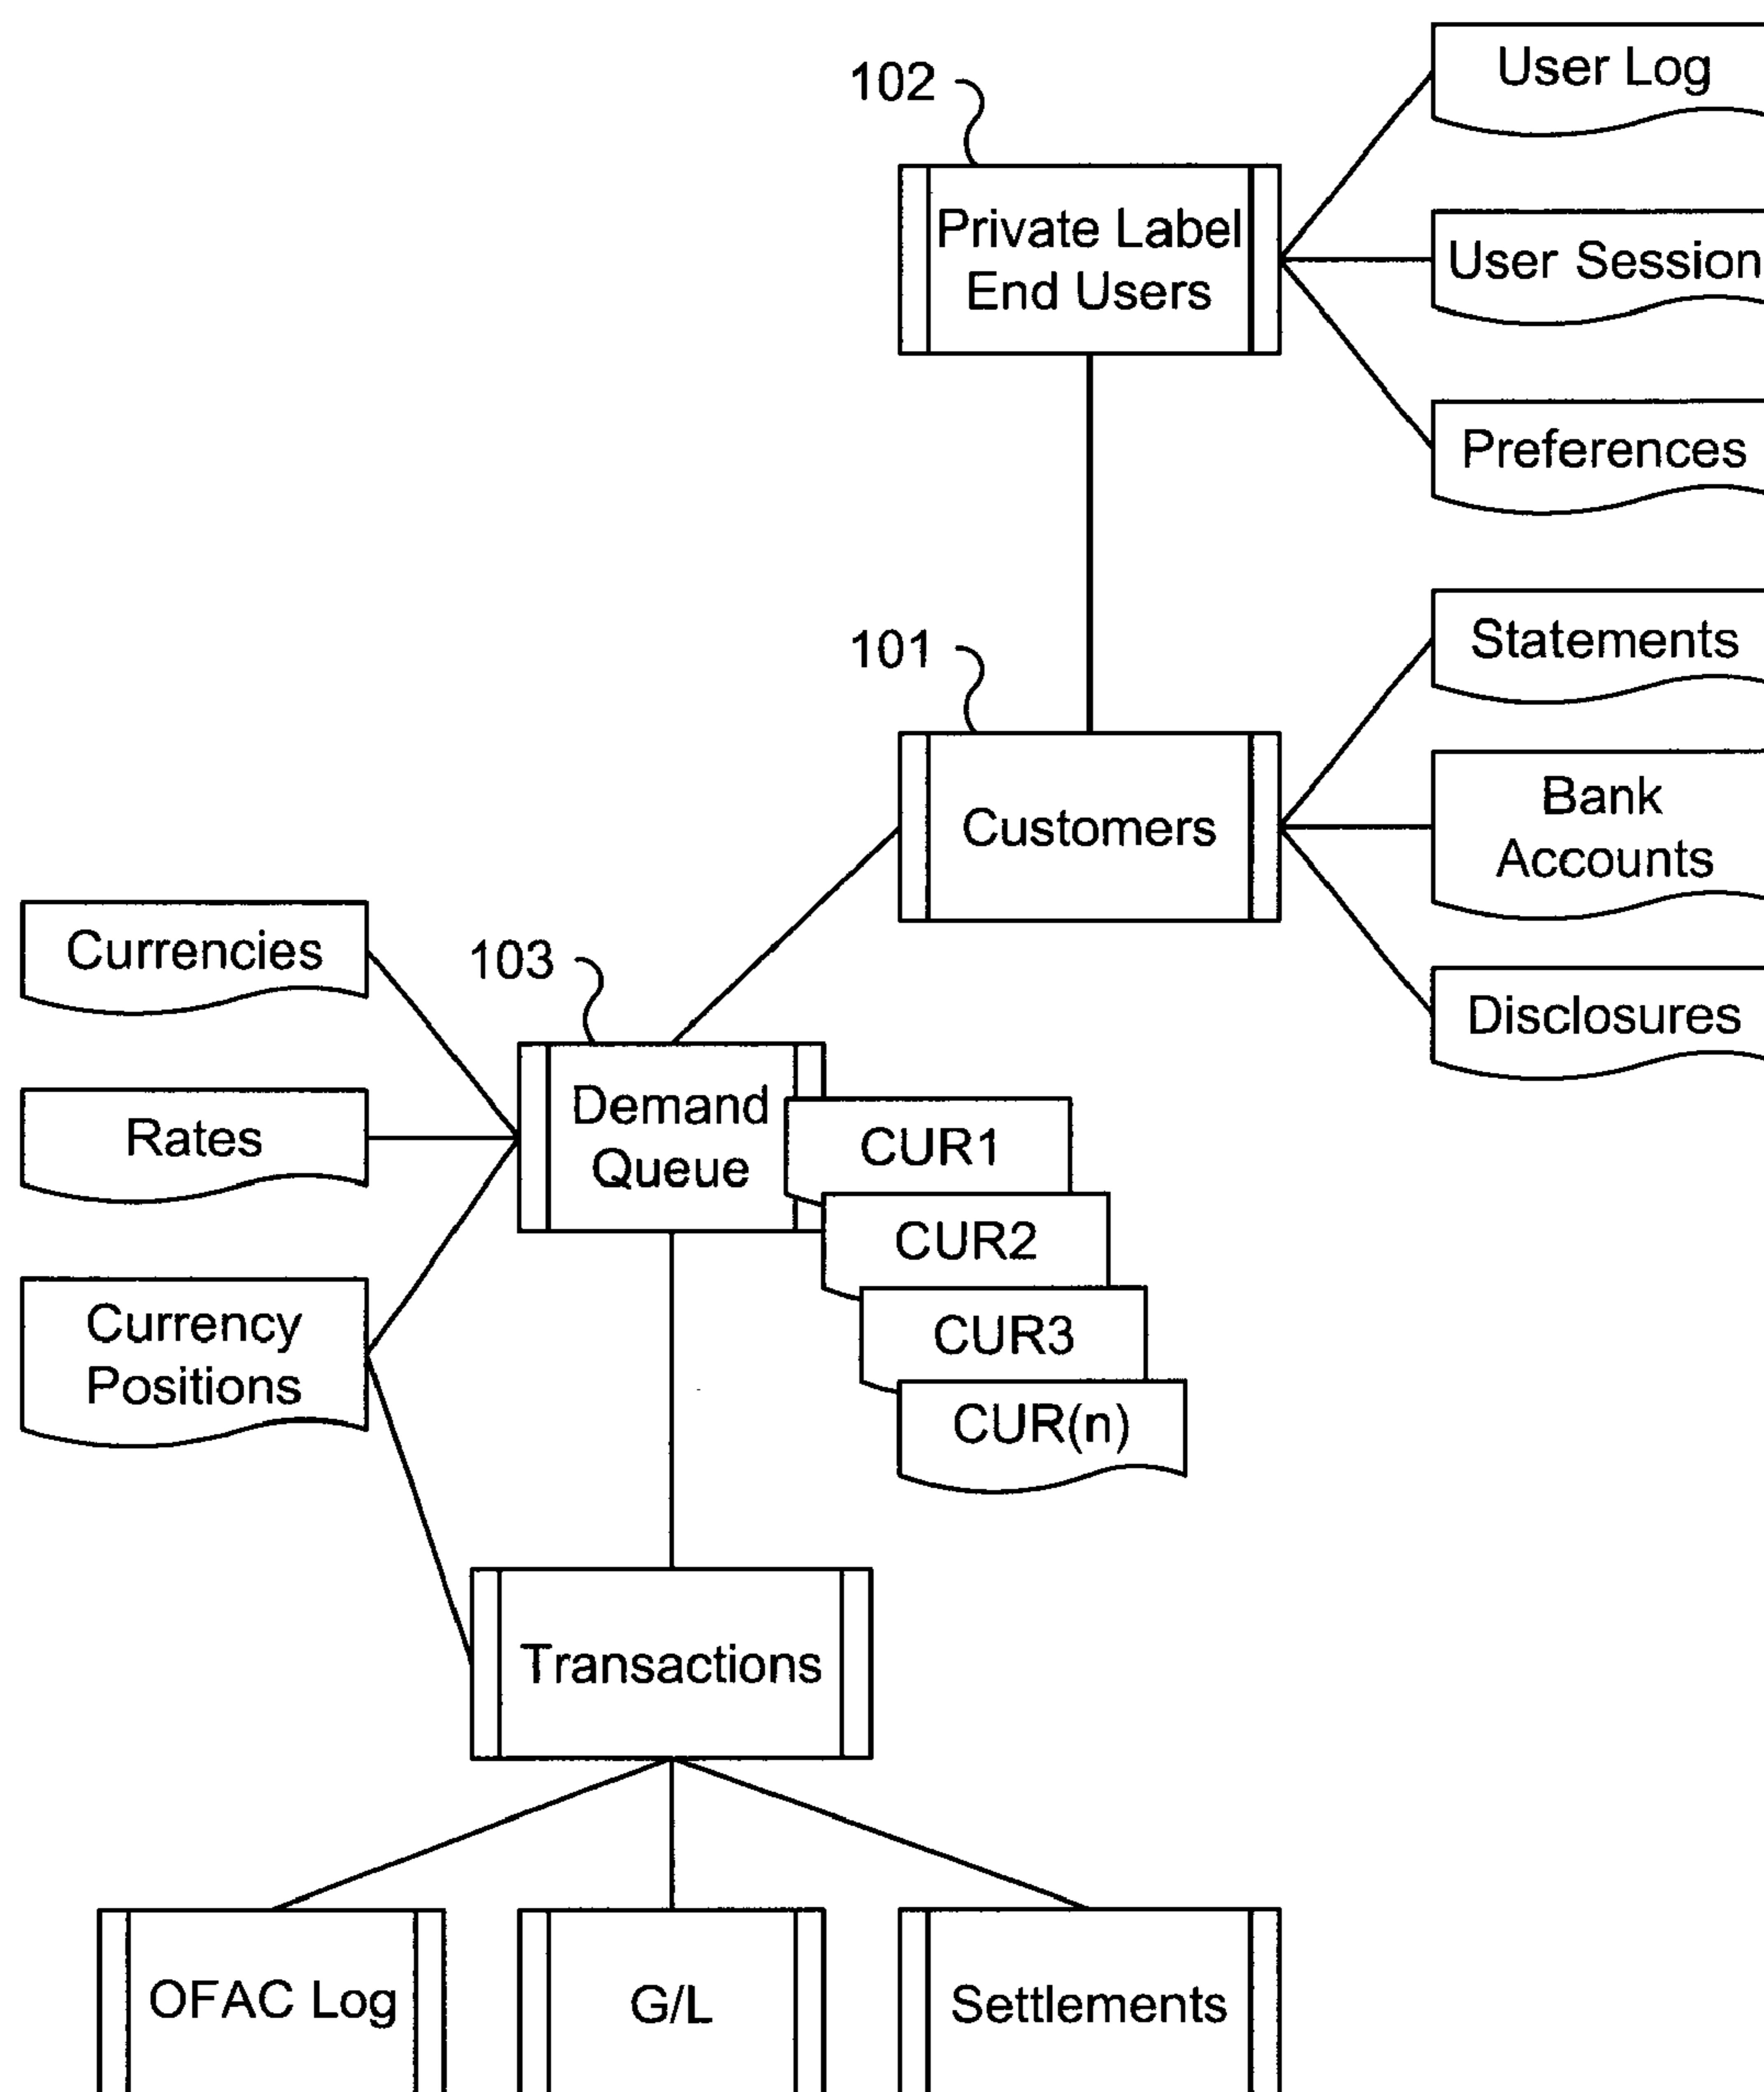 User Log
102
Private Label
End Users
User Session
Preferences
Statements
101
Customers
Bank
Accounts
Currencies
103
Disclosures
Demand
Queue
Rates
CUR1
CUR2
Currency
Positions
CUR3
CUR(n)
Transactions
OFAC Log
G/L
Settlements